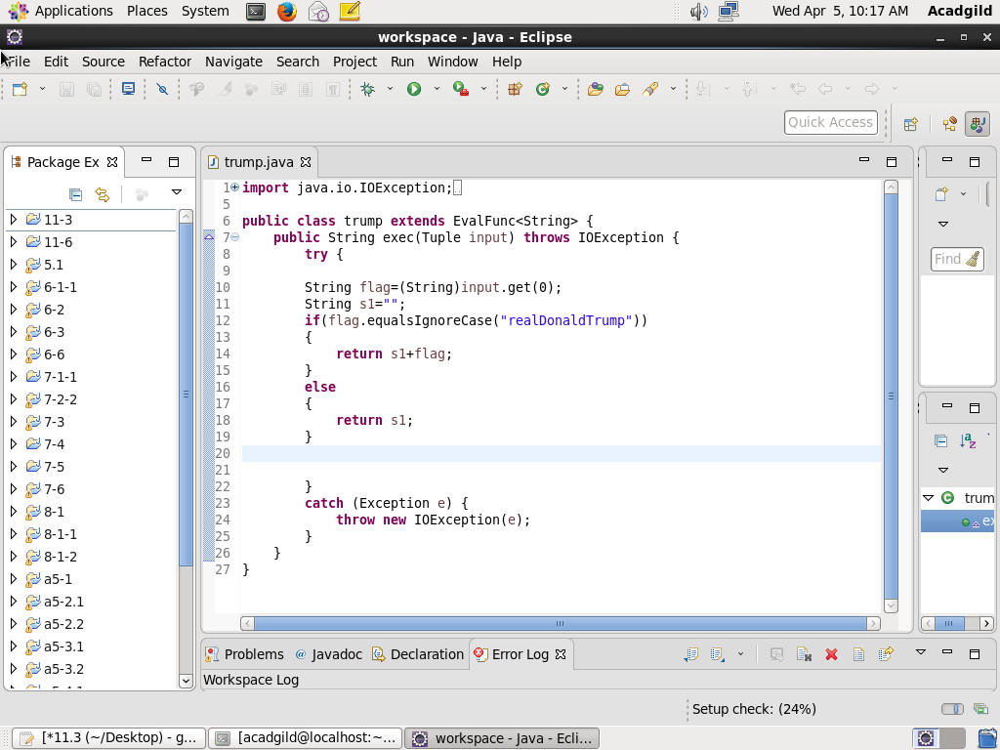 Applications Places System Wed Apr 5, 10:17 AM Acadgild
workspace - Java - Eclipse
File Edit Source Refactor Navigate Search Project Run Window Help
Quick Access
Package Ex
11-3
11-6
5.1
6-1-1
6-2
6-3
6-6
7-1-1
7-2-2
7-3
7-4
7-5
7-6
8-1
8-1-1
8-1-2
a5-1
a5-2.1
a5-2.2
a5-3.1
a5-3.2
trump.java
1 import java.io.IOException;
5
6 public class trump extends EvalFunc<String> {
7     public String exec(Tuple input) throws IOException {
8         try {
9
10         String flag=(String)input.get(0);
11         String s1="";
12         if(flag.equalsIgnoreCase("realDonaldTrump"))
13         {
14             return s1+flag;
15         }
16         else
17         {
18             return s1;
19         }
20
21
22         }
23         catch (Exception e) {
24             throw new IOException(e);
25         }
26     }
27 }
Find
trum
ex
Problems @ Javadoc Declaration Error Log
Workspace Log
Setup check: (24%)
[*11.3 (~/Desktop) - g... [acadgild@localhost:~... workspace - Java - Ecli...